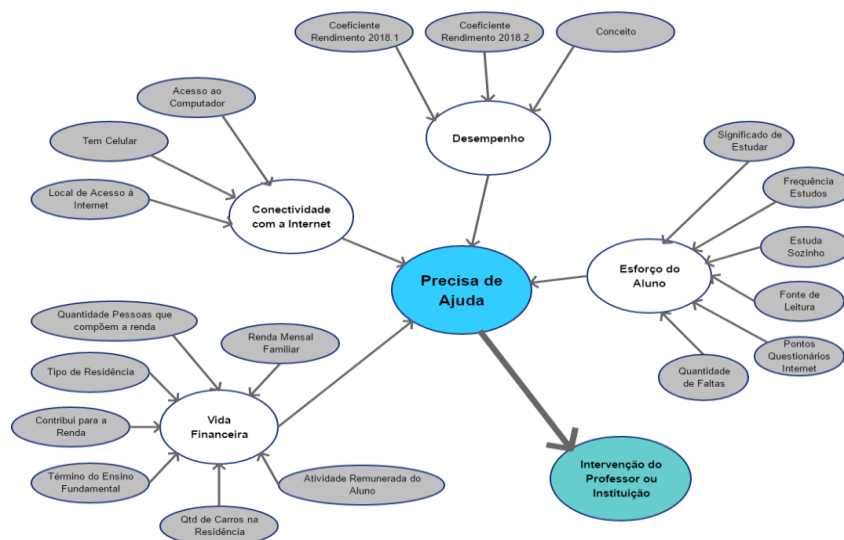 Coeficiente
Rendimento 2018.1
Coeficiente
Rendimento 2018.2
Conceito
Acesso ao
Computador
Desempenho
Significado de
Estudar
Tem Celular
Frequência
Estudos
Local de Acesso à
Internet
Conectividade
com a Internet
Estuda
Sozinho
Precisa de
Ajuda
Esforço do
Aluno
Fonte de
Leitura
Quantidade Pessoas que
compõem a renda
Renda Mensal
Familiar
Pontos
Questionários
Internet
Tipo de Residência
Quantidade
de Faltas
Contribui para a
Renda
Vida
Financeira
Término do Ensino
Fundamental
Atividade Remunerada do
Aluno
Intervenção do
Professor ou
Instituição
Qtd de Carros na
Residência